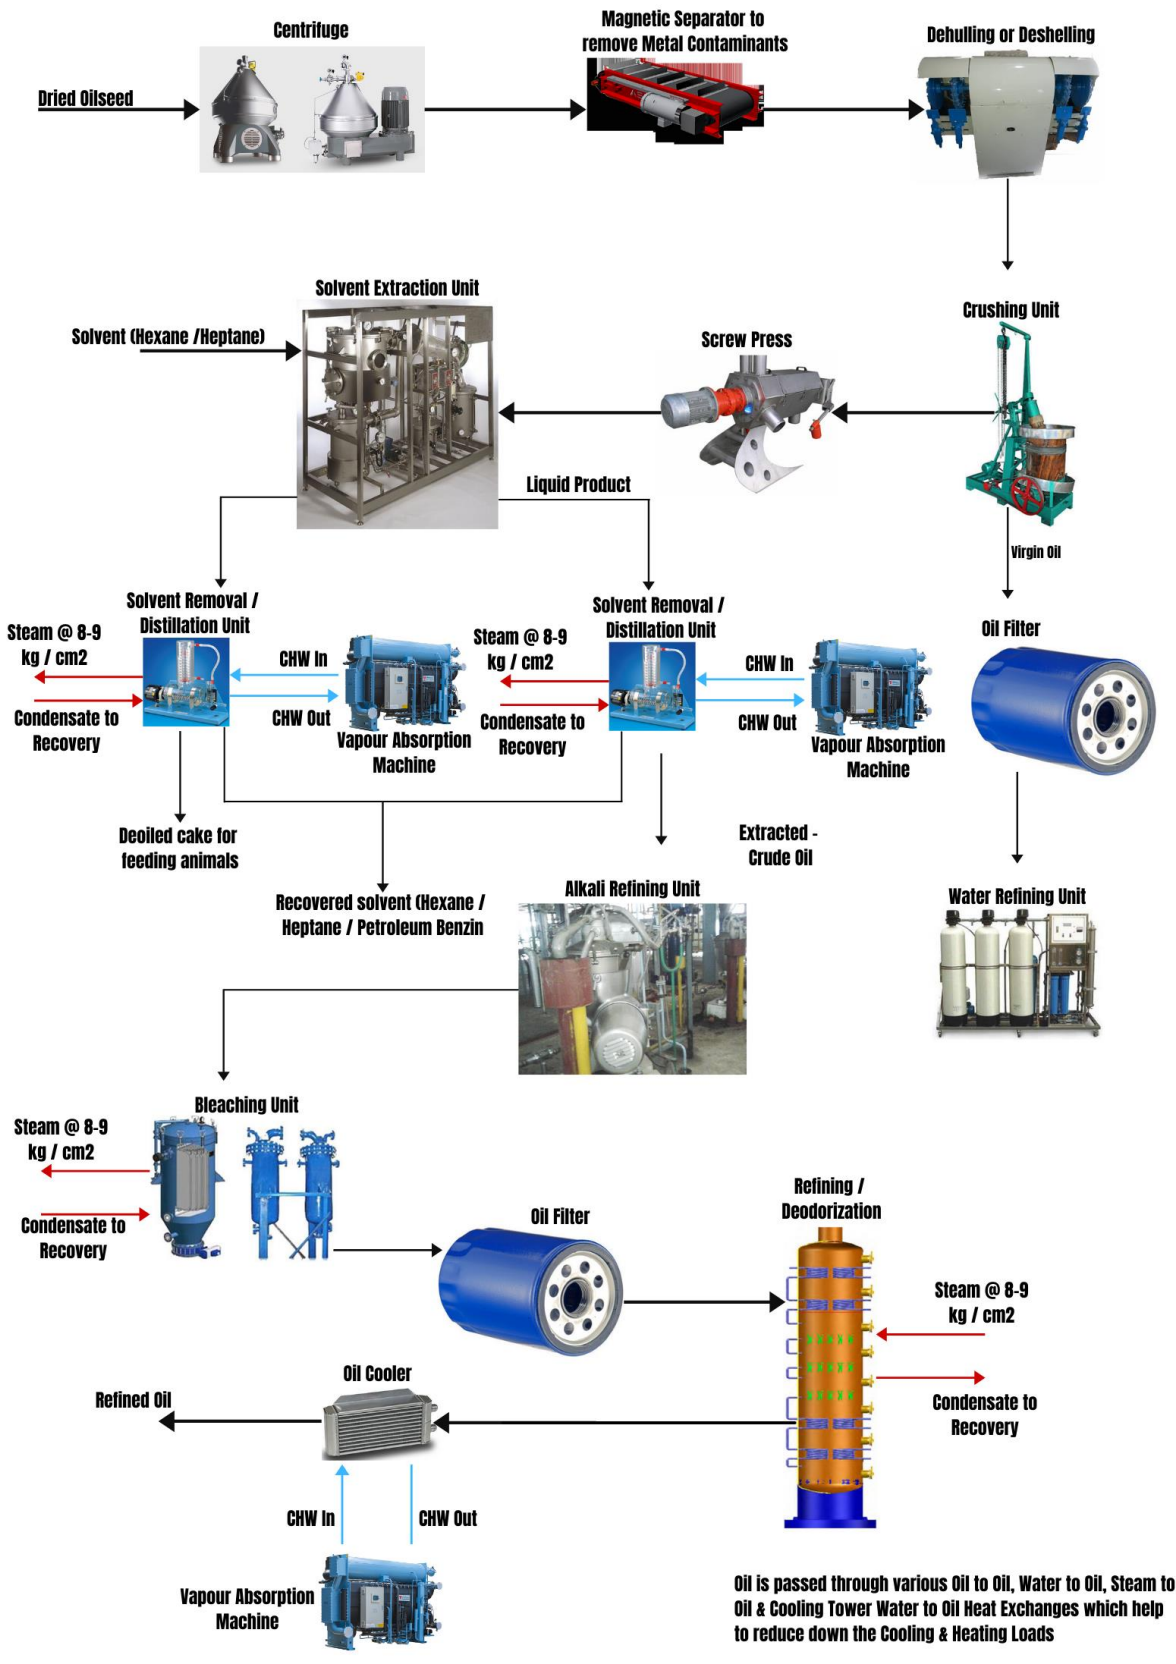 Centrifuge
Magnetic Separator to
remove Metal Contaminants
Dehulling or Deshelling
Dried Oilseed
Solvent Extraction Unit
Crushing Unit
Solvent (Hexane /Heptane)
Screw Press
Liquid Product
Virgin Oil
Solvent Removal /
Distillation Unit
Steam @ 8-9
kg / cm2
CHW In
CHW Out
Condensate to
Recovery
Vapour Absorption
Machine
Solvent Removal /
Distillation Unit
Steam @ 8-9
kg / cm2
CHW In
CHW Out
Condensate to
Recovery
Vapour Absorption
Machine
Oil Filter
Deoiled cake for
feeding animals
Extracted -
Crude Oil
Recovered solvent (Hexane /
Heptane / Petroleum Benzin
Alkali Refining Unit
Water Refining Unit
Bleaching Unit
Steam @ 8-9
kg / cm2
Condensate to
Recovery
Oil Filter
Refining /
Deodorization
Steam @ 8-9
kg / cm2
Condensate to
Recovery
Oil Cooler
Refined Oil
CHW In
CHW Out
Vapour Absorption
Machine
Oil is passed through various Oil to Oil, Water to Oil, Steam to
Oil & Cooling Tower Water to Oil Heat Exchanges which help
to reduce down the Cooling & Heating Loads